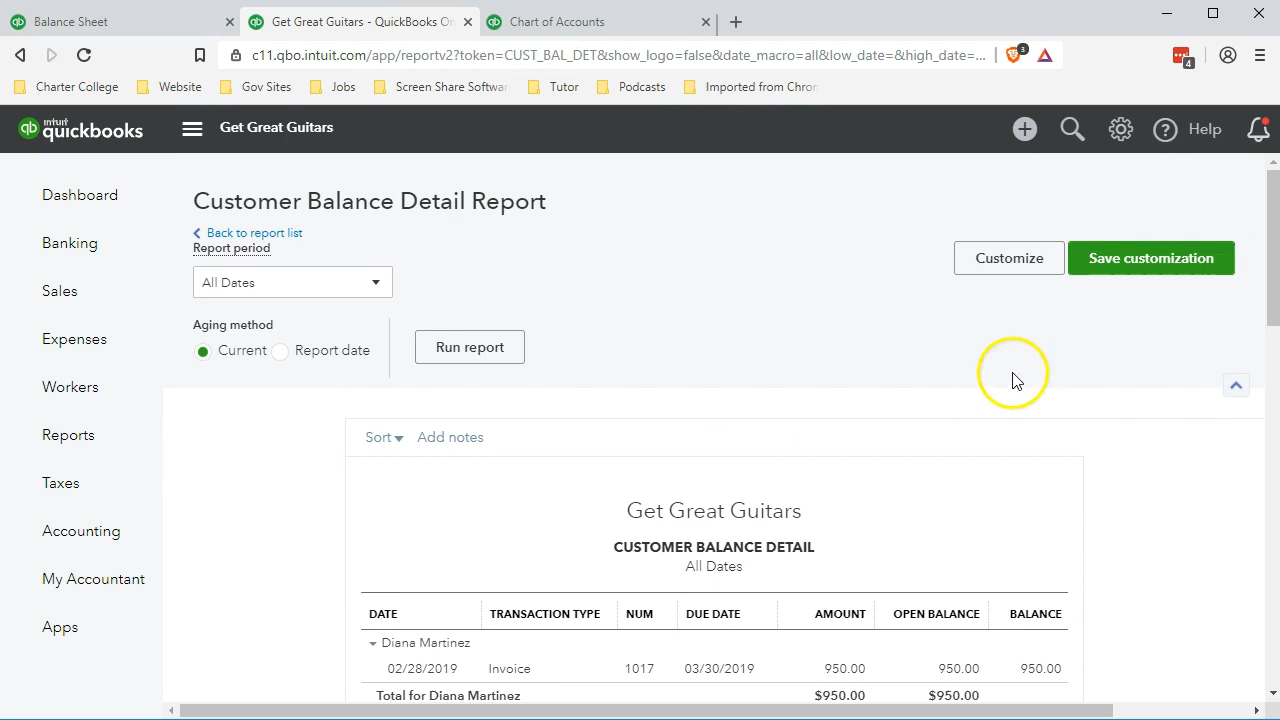 Balance Sheet
Get Great Guitars - QuickBooks On
Chart of Accounts
c11.qbo.intuit.com/app/reportv2?token=CUST_BAL_DET&show_logo=false&date_macro=all&low_date=&high_date=...
3
4
Charter College
Website
Gov Sites
Jobs
Screen Share Softwar
Tutor
Podcasts
Imported from Chron
intuit
quickbooks
Get Great Guitars
Help
Dashboard
Banking
Sales
Expenses
Workers
Reports
Taxes
Accounting
My Accountant
Apps
Customer Balance Detail Report
Back to report list
Report period
All Dates
Customize
Save customization
Aging method
Current
Report date
Run report
Sort
Add notes
Get Great Guitars
CUSTOMER BALANCE DETAIL
All Dates
DATE TRANSACTION TYPE NUM DUE DATE AMOUNT OPEN BALANCE BALANCE
Diana Martinez
02/28/2019 Invoice 1017 03/30/2019 950.00 950.00 950.00
Total for Diana Martinez $950.00 $950.00